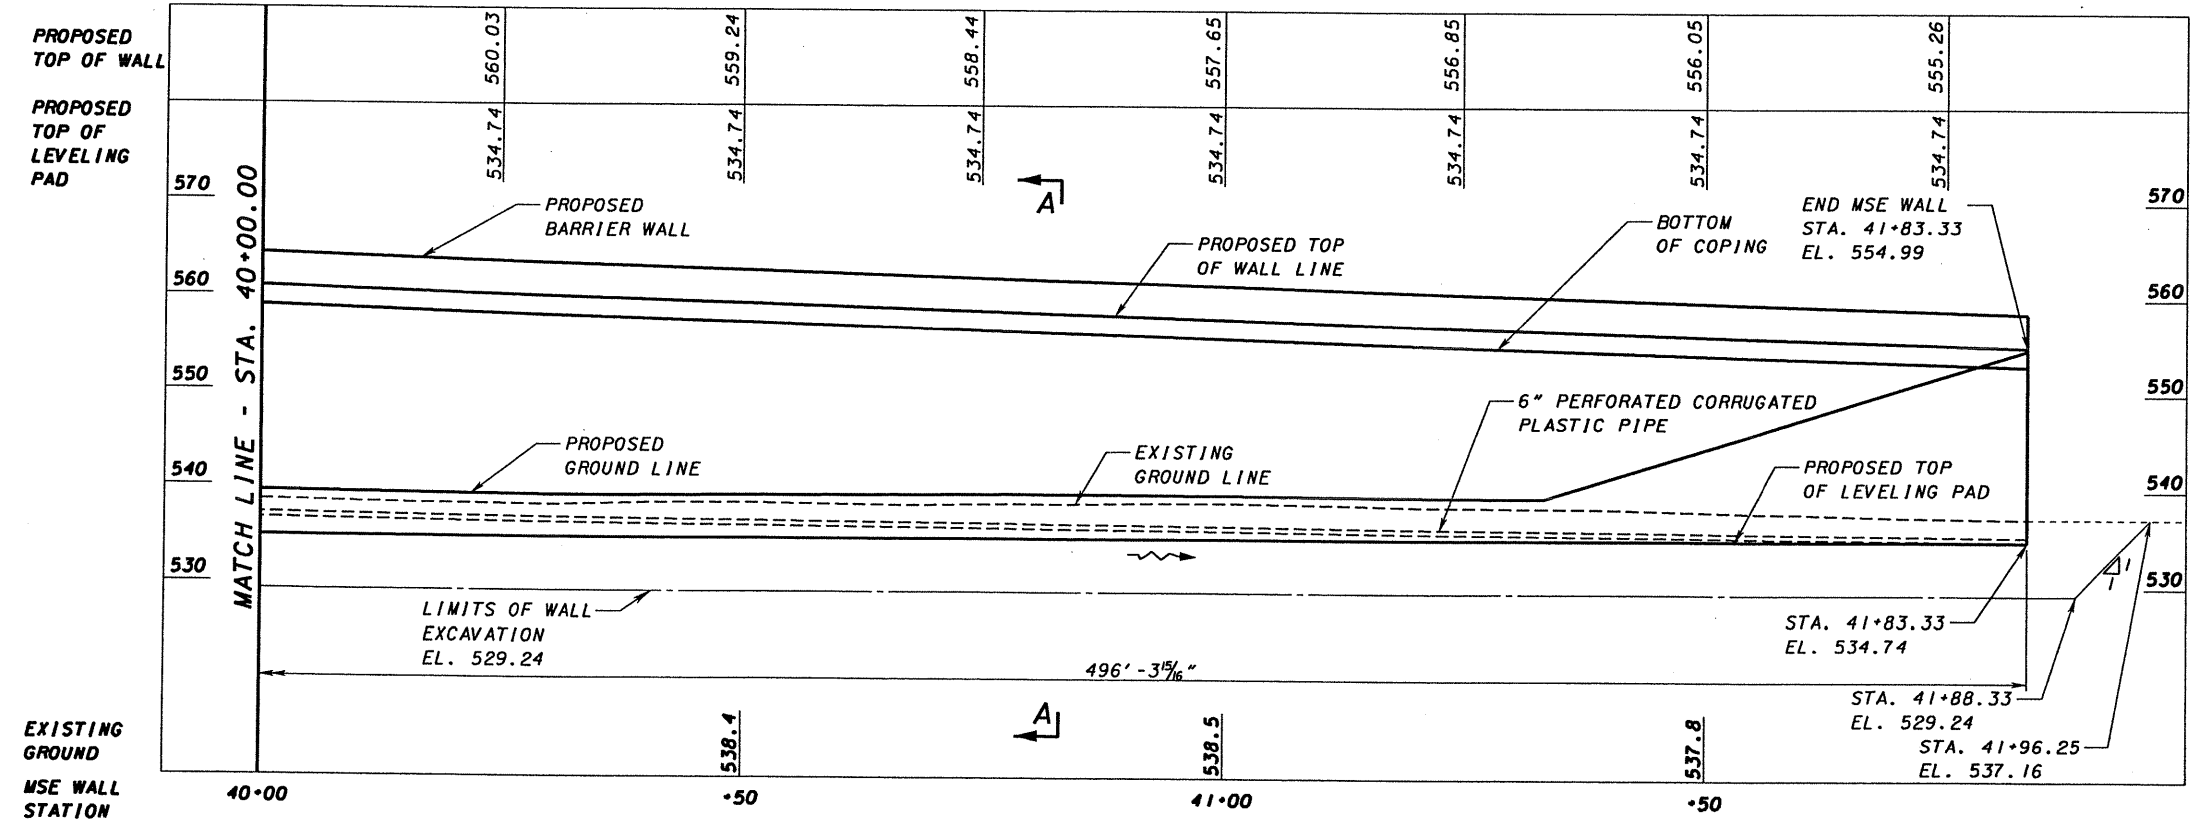 PROPOSED
TOP OF WALL
560.03
559.24
558.44
557.65
556.85
556.05
555.26
PROPOSED
TOP OF
LEVELING
PAD
534.74
534.74
534.74
534.74
534.74
534.74
534.74
570
560
550
540
530
MATCH LINE - STA. 40+00.00
A
PROPOSED
BARRIER WALL
PROPOSED TOP
OF WALL LINE
BOTTOM
OF COPING
END MSE WALL
STA. 41+83.33
EL. 554.99
570
560
550
540
530
6" PERFORATED CORRUGATED
PLASTIC PIPE
PROPOSED
GROUND LINE
EXISTING
GROUND LINE
PROPOSED TOP
OF LEVELING PAD
1
1
LIMITS OF WALL
EXCAVATION
EL. 529.24
STA. 41+83.33
EL. 534.74
496'-3 15/16"
STA. 41+88.33
EL. 529.24
STA. 41+96.25
EL. 537.16
A
EXISTING
GROUND
538.4
538.5
537.8
MSE WALL
STATION
40+00
+50
41+00
+50